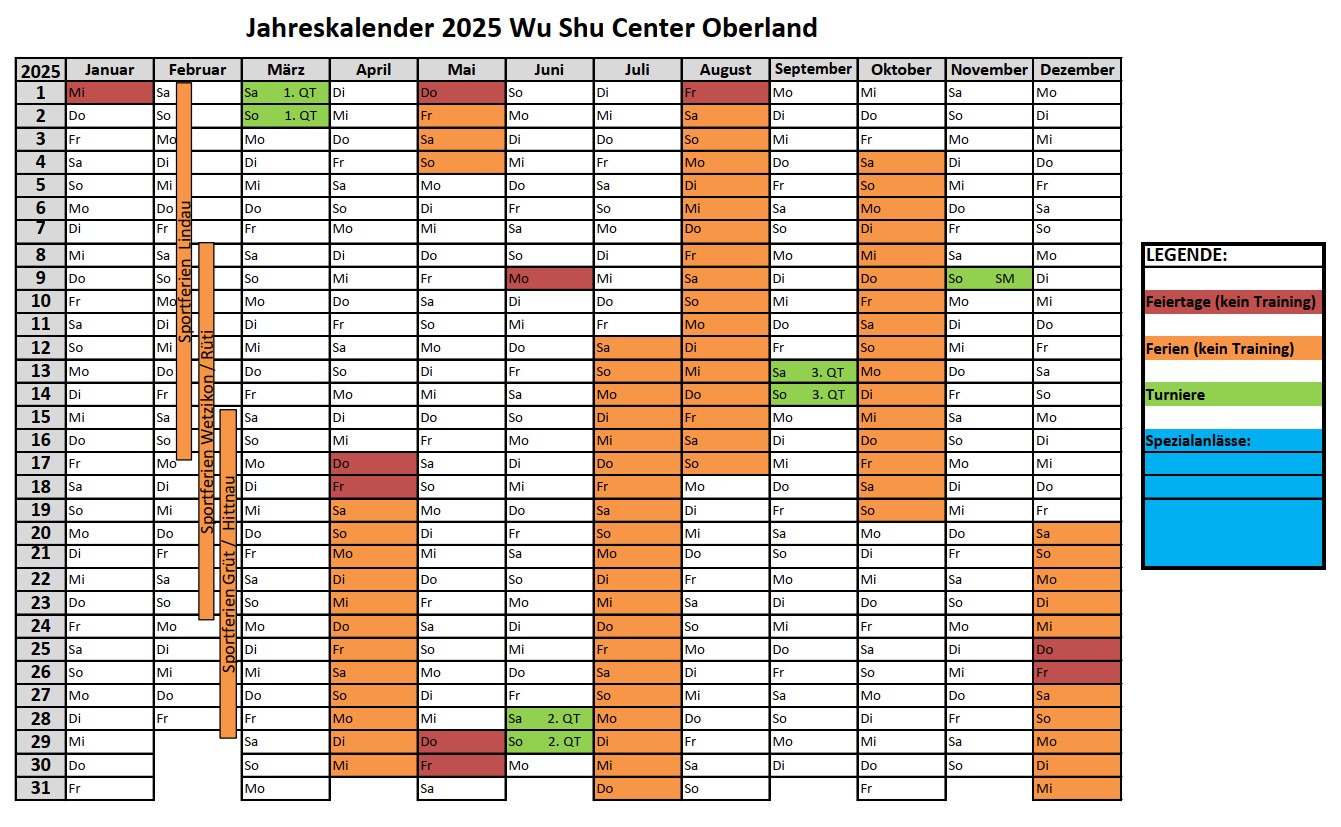 Jahreskalender 2025 Wu Shu Center Oberland
2025 Januar Februar März April Mai Juni Juli August September Oktober November Dezember
1 Mi Sa Sa 1. QT Di Do So Di Fr Mo Mi Sa Mo
2 Do So So 1. QT Mi Fr Mo Mi Sa Di Do So Di
3 Fr Mo Mo Do Sa Di Do So Mi Fr Mo Mi
4 Sa Di Di Fr So Mi Fr Mo Do Sa Di Do
5 So Mi Mi Sa Mo Do Sa Di Fr So Mi Fr
6 Mo Do Do So Di Fr So Mi Sa Mo Do Sa
7 Di Fr Fr Mo Mi Sa Mo Do So Di Fr So
8 Mi Sa Sa Di Do So Di Fr Mo Mi Sa Mo
9 Do So So Mi Fr Mo Mi Sa Di Do So SM Di
10 Fr Mo Mo Do Sa Di Do So Mi Fr Mo Mi
11 Sa Di Di Fr So Mi Fr Mo Do Sa Di Do
12 So Mi Mi Sa Mo Do Sa Di Fr So Mi Fr
13 Mo Do Do So Di Fr So Mi Sa 3. QT Mo Do Sa
14 Di Fr Fr Mo Mi Sa Mo Do So 3. QT Di Fr So
15 Mi Sa Sa Di Do So Di Fr Mo Mi Sa Mo
16 Do So So Mi Fr Mo Mi Sa Di Do So Di
17 Fr Mo Mo Do Sa Di Do So Mi Fr Mo Mi
18 Sa Di Di Fr So Mi Fr Mo Do Sa Di Do
19 So Mi Mi Sa Mo Do Sa Di Fr So Mi Fr
20 Mo Do Do So Di Fr So Mi Sa Mo Do Sa
21 Di Fr Fr Mo Mi Sa Mo Do So Di Fr So
22 Mi Sa Sa Di Do So Di Fr Mo Mi Sa Mo
23 Do So So Mi Fr Mo Mi Sa Di Do So Di
24 Fr Mo Mo Do Sa Di Do So Mi Fr Mo Mi
25 Sa Di Di Fr So Mi Fr Mo Do Sa Di Do
26 So Mi Mi Sa Mo Do Sa Di Fr So Mi Fr
27 Mo Do Do So Di Fr So Mi Sa Mo Do Sa
28 Di Fr Fr Mo Mi Sa 2. QT Mo Do So Di Fr So
29 Mi Sa Di Do So 2. QT Di Fr Mo Mi Sa Mo
30 Do So Mi Fr Mo Mi Sa Di Do So Di
31 Fr Mo Sa Do So Fr Mi
Sportferien Lindau
Sportferien Wetzikon / Rüti
Sportferien Grüt / Hittnau
LEGENDE:
Feiertage (kein Training)
Ferien (kein Training)
Turniere
Spezialanlässe: